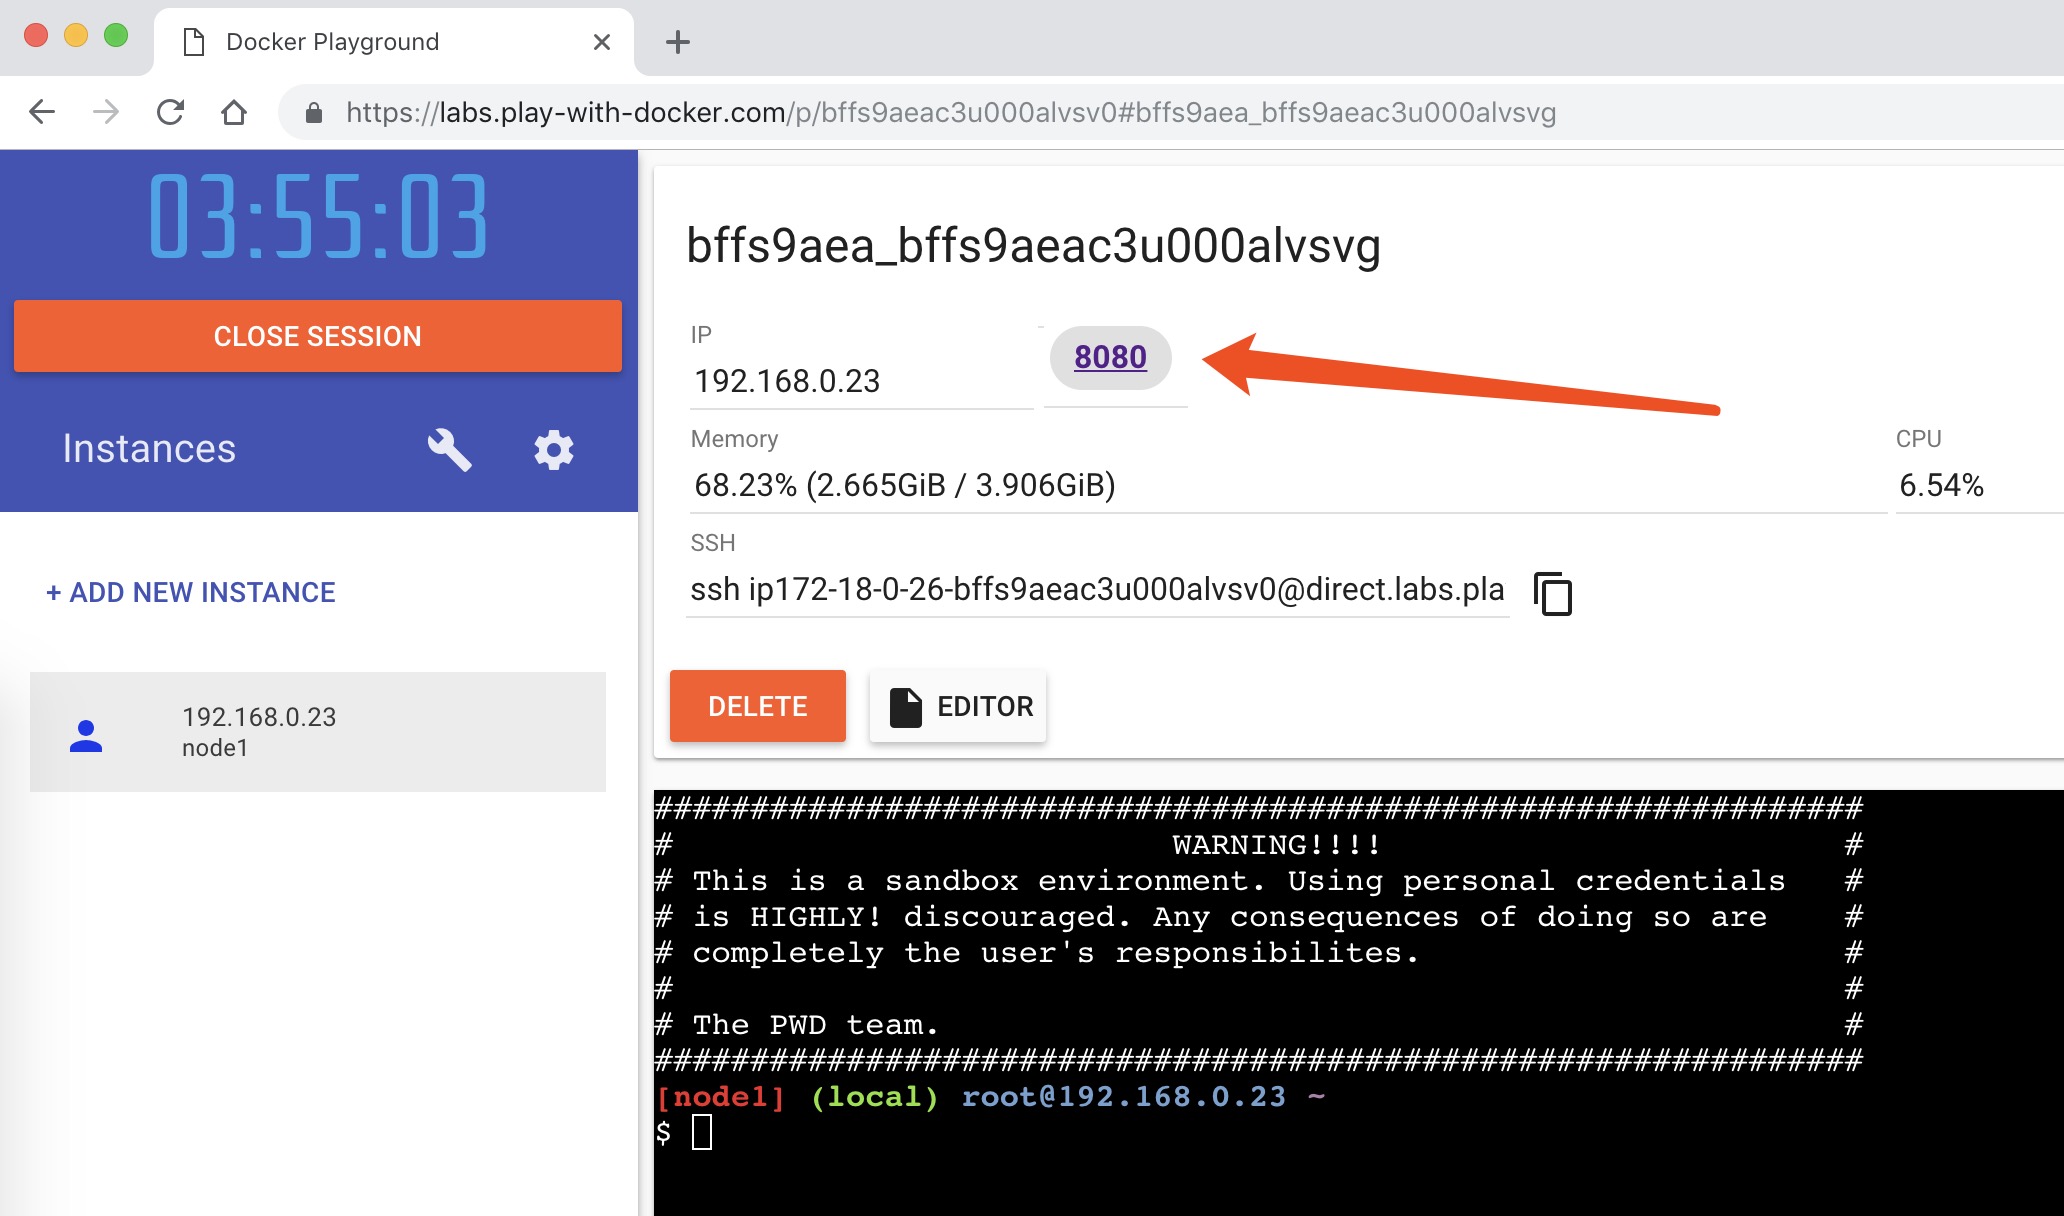 Docker Playground
https://labs.play-with-docker.com/p/bffs9aeac3u000alvsv0#bffs9aea_bffs9aeac3u000alvsvg
03:55:03
CLOSE SESSION
Instances
+ ADD NEW INSTANCE
192.168.0.23
node1
bffs9aea_bffs9aeac3u000alvsvg
IP
192.168.0.23
8080
Memory
68.23% (2.665GiB / 3.906GiB)
CPU
6.54%
SSH
ssh ip172-18-0-26-bffs9aeac3u000alvsv0@direct.labs.pla
DELETE
EDITOR
###############################################################
# WARNING!!!! #
# This is a sandbox environment. Using personal credentials #
# is HIGHLY! discouraged. Any consequences of doing so are #
# completely the user's responsibilites. #
# #
# The PWD team. #
###############################################################
[node1] (local) root@192.168.0.23 ~
$